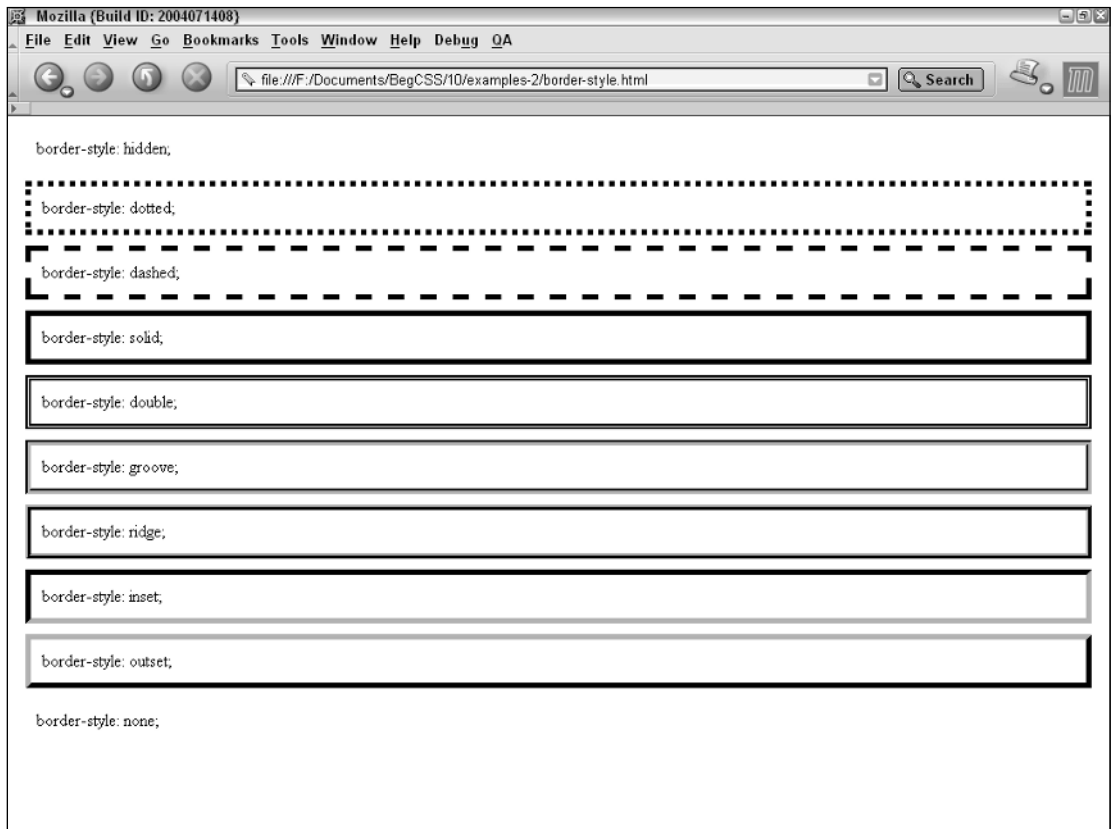 Mozilla {Build ID: 2004071408}
File Edit View Go Bookmarks Tools Window Help Debug QA
file:///F:/Documents/BegCSS/10/examples-2/border-style.html Search
border-style: hidden;
border-style: dotted;
border-style: dashed;
border-style: solid;
border-style: double;
border-style: groove;
border-style: ridge;
border-style: inset;
border-style: outset;
border-style: none;